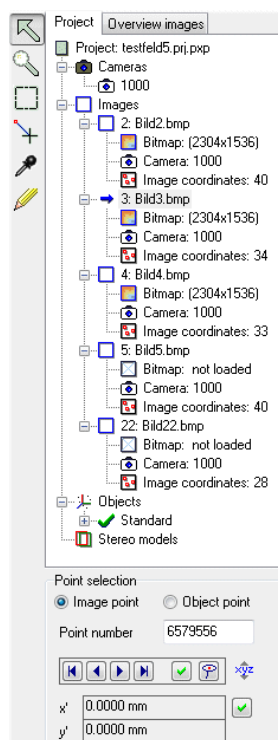 Project Overview images
Project: testfeld5.prj.pxp
Cameras
1000
Images
2: Bild2.bmp
Bitmap: (2304x1536)
Camera: 1000
Image coordinates: 40
3: Bild3.bmp
Bitmap: (2304x1536)
Camera: 1000
Image coordinates: 34
4: Bild4.bmp
Bitmap: (2304x1536)
Camera: 1000
Image coordinates: 33
5: Bild5.bmp
Bitmap: not loaded
Camera: 1000
Image coordinates: 40
22: Bild22.bmp
Bitmap: not loaded
Camera: 1000
Image coordinates: 28
Objects
Standard
Stereo models
Point selection
Image point Object point
Point number 6579556
xyz
x' 0.0000 mm
y' 0.0000 mm